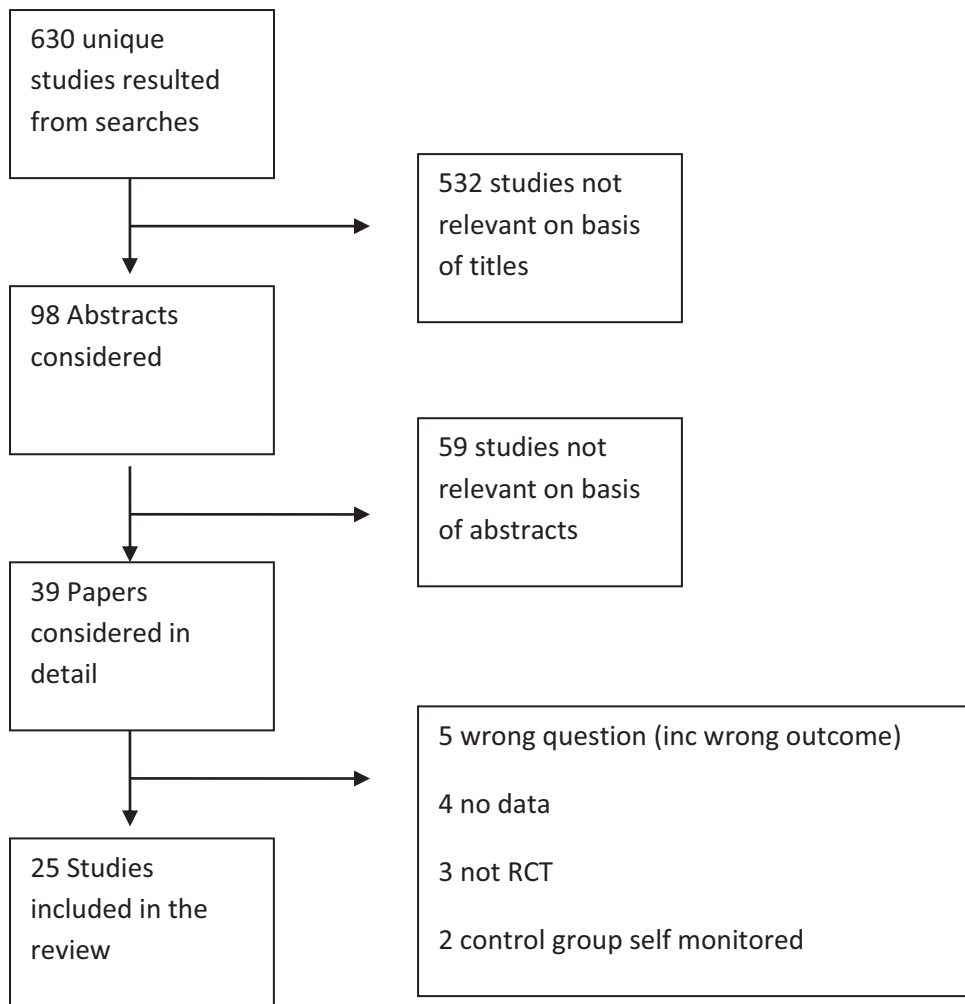 630 unique
studies resulted
from searches
532 studies not
relevant on basis
of titles
98 Abstracts
considered
59 studies not
relevant on basis
of abstracts
39 Papers
considered in
detail
5 wrong question (inc wrong outcome)
4 no data
3 not RCT
2 control group self monitored
25 Studies
included in the
review